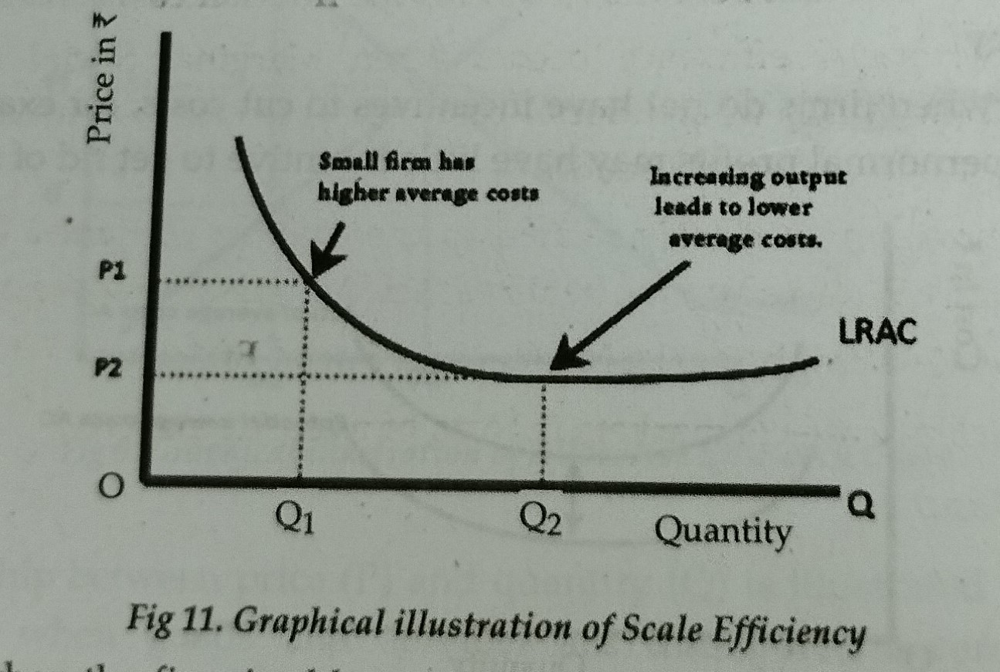 Price in ₹
Small firm has
higher average costs
Increasing output
leads to lower
average costs.
P1
LRAC
P2
O
Q1
Q2
Quantity
Q
Fig 11. Graphical illustration of Scale Efficiency